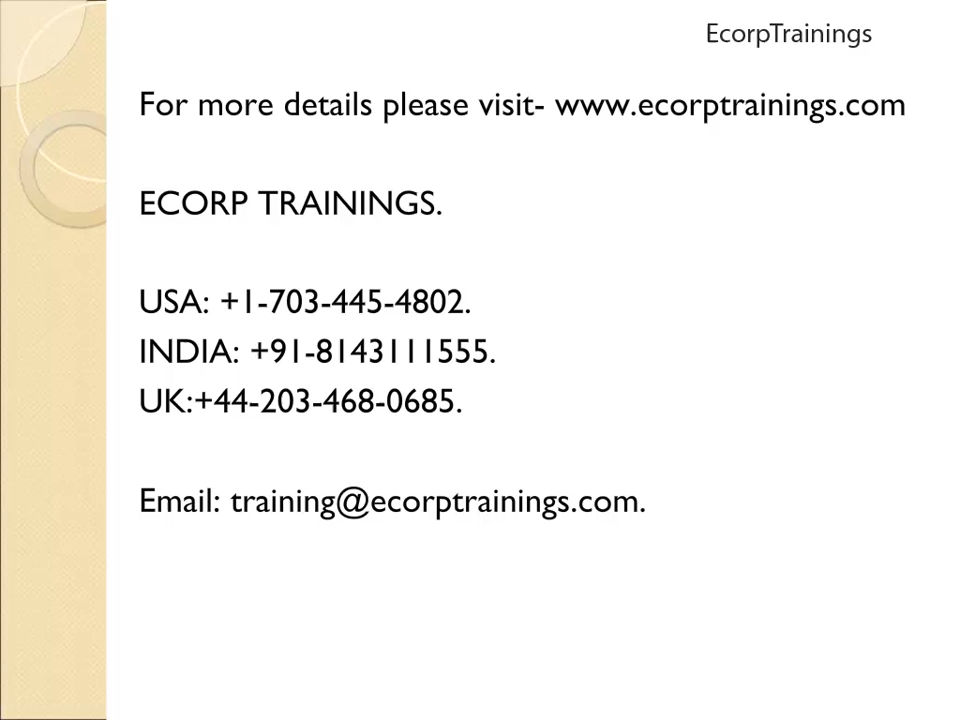 EcorpTrainings
For more details please visit- www.ecorptrainings.com
ECORP TRAININGS.
USA: +1-703-445-4802.
INDIA: +91-8143111555.
UK:+44-203-468-0685.
Email: training@ecorptrainings.com.